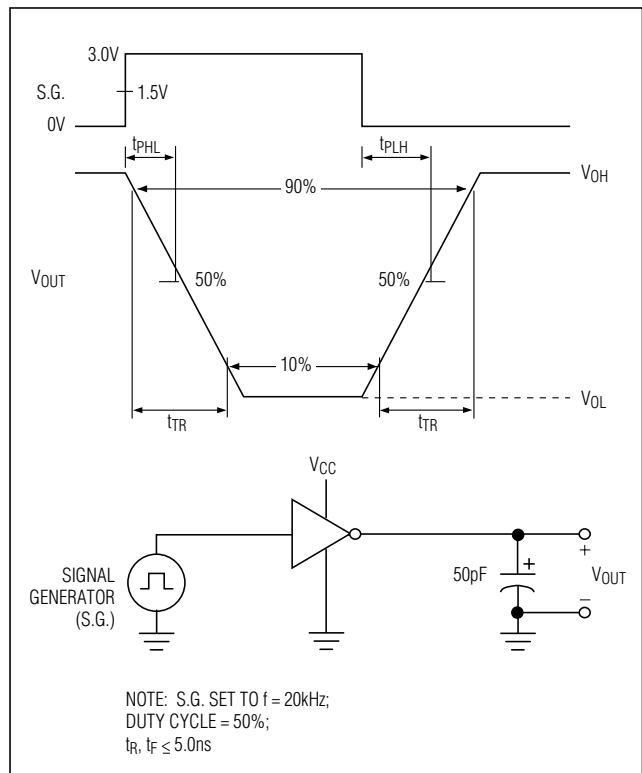 3.0V
S.G.
1.5V
0V
tPHL
tPLH
VOH
90%
VOUT
50%
50%
10%
VOL
tTR
tTR
VCC
SIGNAL
GENERATOR
(S.G.)
50pF
+
+
VOUT
–
NOTE: S.G. SET TO f = 20kHz;
DUTY CYCLE = 50%;
tR, tF ≤ 5.0ns